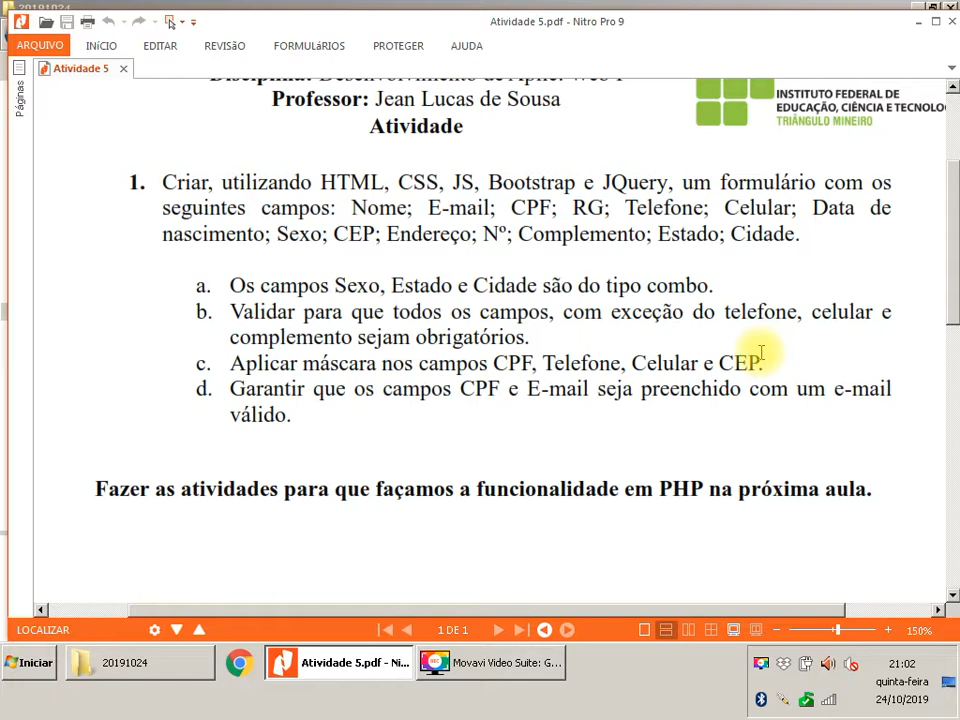 20191024
Atividade 5.pdf - Nitro Pro 9
ARQUIVO INíCIO EDITAR REVISãO FORMULáRIOS PROTEGER AJUDA
Atividade 5
Páginas
Disciplina: Desenvolvimento de Aplic. Web I
Professor: Jean Lucas de Sousa
Atividade
INSTITUTO FEDERAL DE
EDUCAÇÃO, CIÊNCIA E TECNOLO
TRIÂNGULO MINEIRO
1. Criar, utilizando HTML, CSS, JS, Bootstrap e JQuery, um formulário com os
seguintes campos: Nome; E-mail; CPF; RG; Telefone; Celular; Data de
nascimento; Sexo; CEP; Endereço; Nº; Complemento; Estado; Cidade.
a. Os campos Sexo, Estado e Cidade são do tipo combo.
b. Validar para que todos os campos, com exceção do telefone, celular e
complemento sejam obrigatórios.
c. Aplicar máscara nos campos CPF, Telefone, Celular e CEP.
d. Garantir que os campos CPF e E-mail seja preenchido com um e-mail
válido.
Fazer as atividades para que façamos a funcionalidade em PHP na próxima aula.
LOCALIZAR 1 DE 1 150%
Iniciar 20191024 Atividade 5.pdf - Ni... Movavi Video Suite: G...
21:02
quinta-feira
24/10/2019